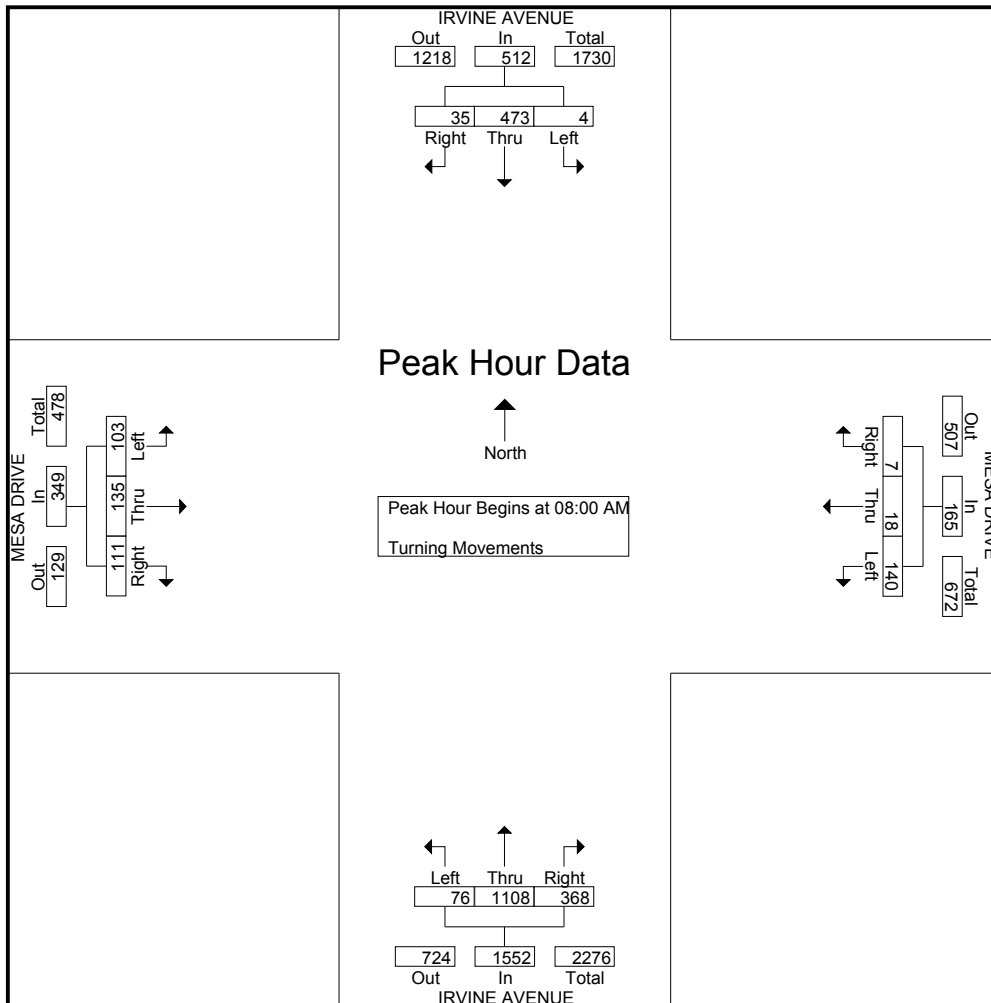 IRVINE AVENUE
Out In Total
1218 512 1730
35 473 4
Right Thru Left
Peak Hour Data
North
Peak Hour Begins at 08:00 AM
Turning Movements
MESA DRIVE
Total In Out
478 349 129
103 135 111
Left Thru Right
MESA DRIVE
Out In Total
507 165 672
7 18 140
Right Thru Left
Left Thru Right
76 1108 368
724 1552 2276
Out In Total
IRVINE AVENUE